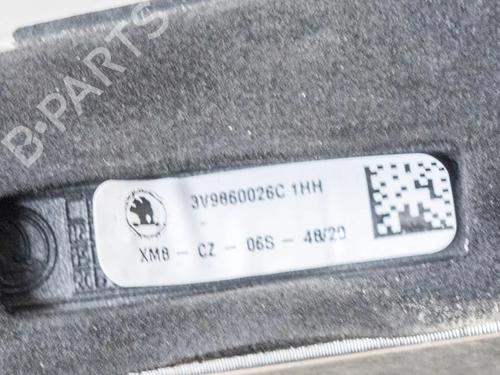 B-PARTS
3V9860026C 1HH
XM8 - CZ - 06S - 48/20